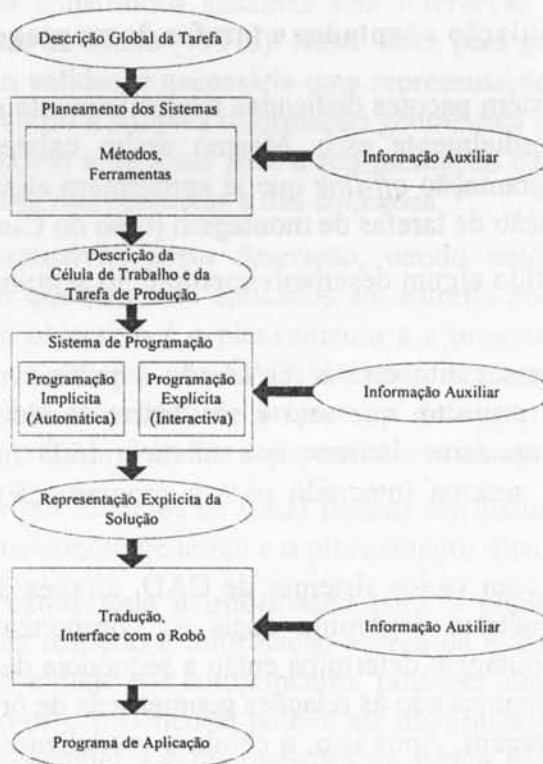 Descrição Global da Tarefa
Planeamento dos Sistemas
Métodos,
Ferramentas
Informação Auxiliar
Descrição da
Célula de Trabalho e da
Tarefa de Produção
Sistema de Programação
Programação
Implícita
(Automática)
Programação
Explícita
(Interactiva)
Informação Auxiliar
Representação Explícita da
Solução
Tradução,
Interface com o Robô
Informação Auxiliar
Programa de Aplicação